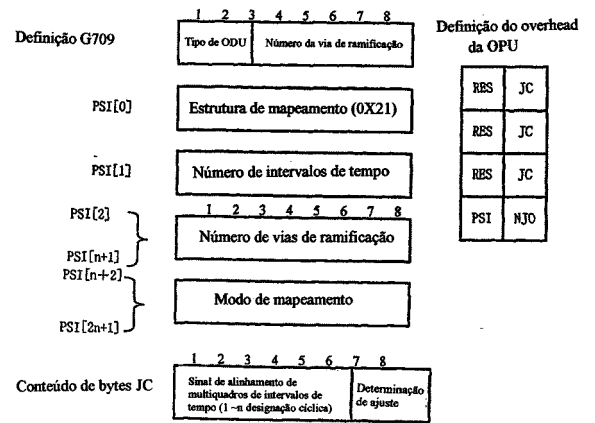 1 2 3 4 5 6 7 8
Definição G709
Tipo de ODU
Número da via de ramificação
Definição do overhead
da OPU
RES JC
RES JC
RES JC
PSI NJO
PSI[0]
Estrutura de mapeamento (0X21)
PSI[1]
Número de intervalos de tempo
1 2 3 4 5 6 7 8
PSI[2]
PSI[n+1]
Número de vias de ramificação
PSI[n+2]
PSI[2n+1]
Modo de mapeamento
1 2 3 4 5 6 7 8
Conteúdo de bytes JC
Sinal de alinhamento de
multiquadros de intervalos de
tempo (1 ~n designação cíclica)
Determinação
de ajuste